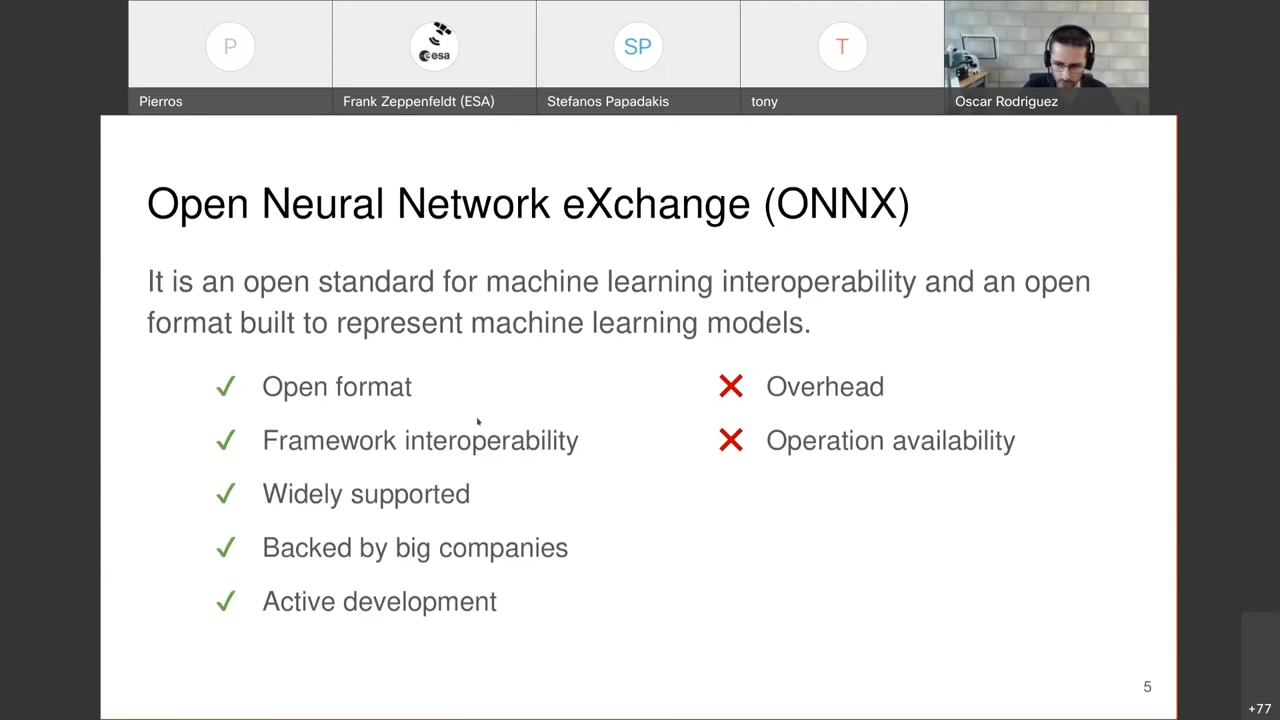 P
esa
SP
T
Pierros
Frank Zeppenfeldt (ESA)
Stefanos Papadakis
tony
Oscar Rodriguez
Open Neural Network eXchange (ONNX)
It is an open standard for machine learning interoperability and an open
format built to represent machine learning models.
✓ Open format
✓ Framework interoperability
✓ Widely supported
✓ Backed by big companies
✓ Active development
✕ Overhead
✕ Operation availability
5
+77